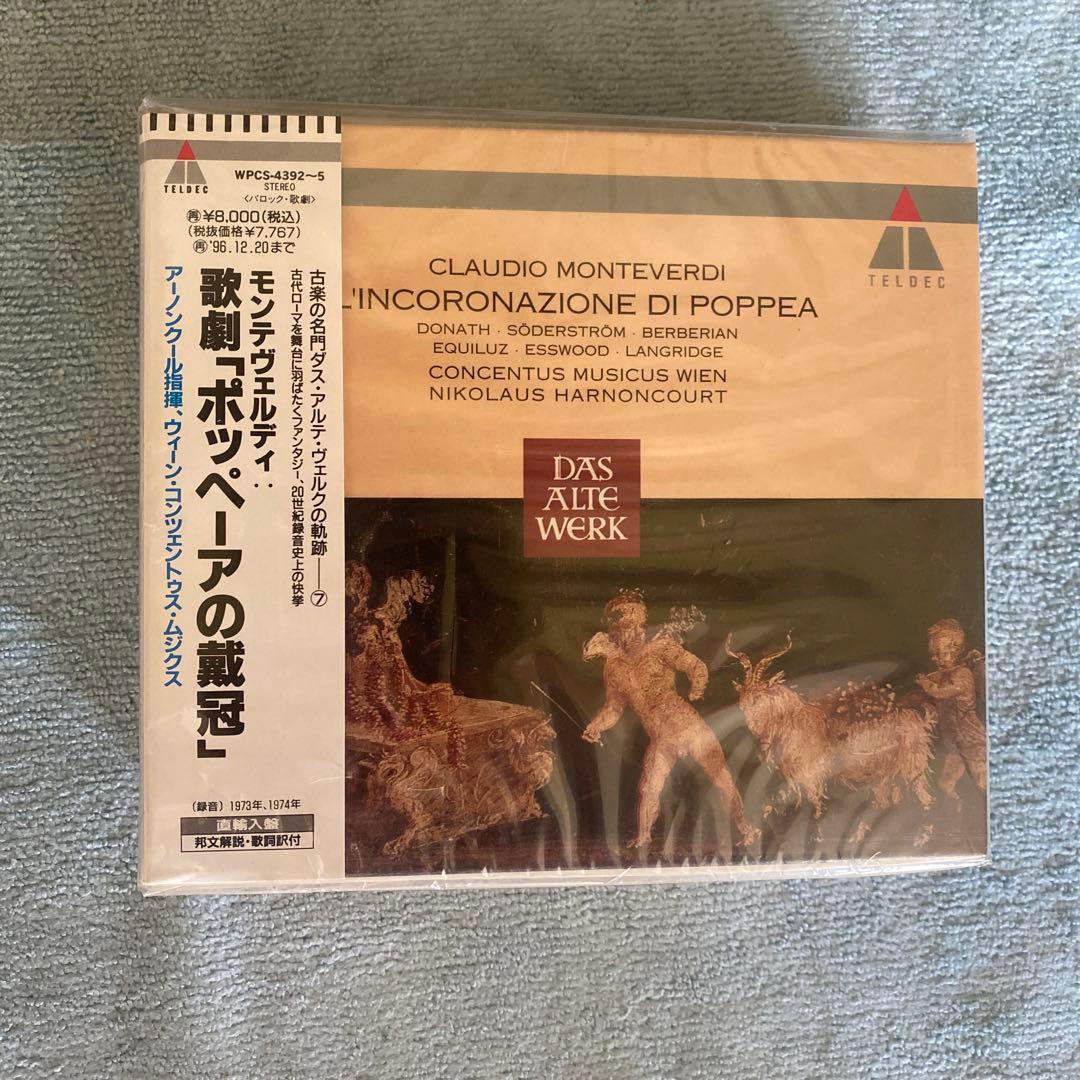 TELDEC
WPCS-4392〜5
STEREO
〈バロック・歌劇〉
㊢¥8,000(税込)
(税抜価格¥7,767)
㊢'96.12.20まで
古楽の名門ダス・アルテ・ヴェルクの軌跡——⑦
古代ローマを舞台に羽ばたくファンタジー、20世紀録音史上の快挙
モンテヴェルディ:
歌劇「ポッペーアの戴冠」
アーノンクール指揮、ウィーン・コンツェントゥス・ムジクス
(録音) 1973年、1974年
直輸入盤
邦文解説・歌詞訳付
TELDEC
CLAUDIO MONTEVERDI
L'INCORONAZIONE DI POPPEA
DONATH · SÖDERSTRÖM · BERBERIAN
EQUILUZ · ESSWOOD · LANGRIDGE
CONCENTUS MUSICUS WIEN
NIKOLAUS HARNONCOURT
DAS
ALTE
WERK